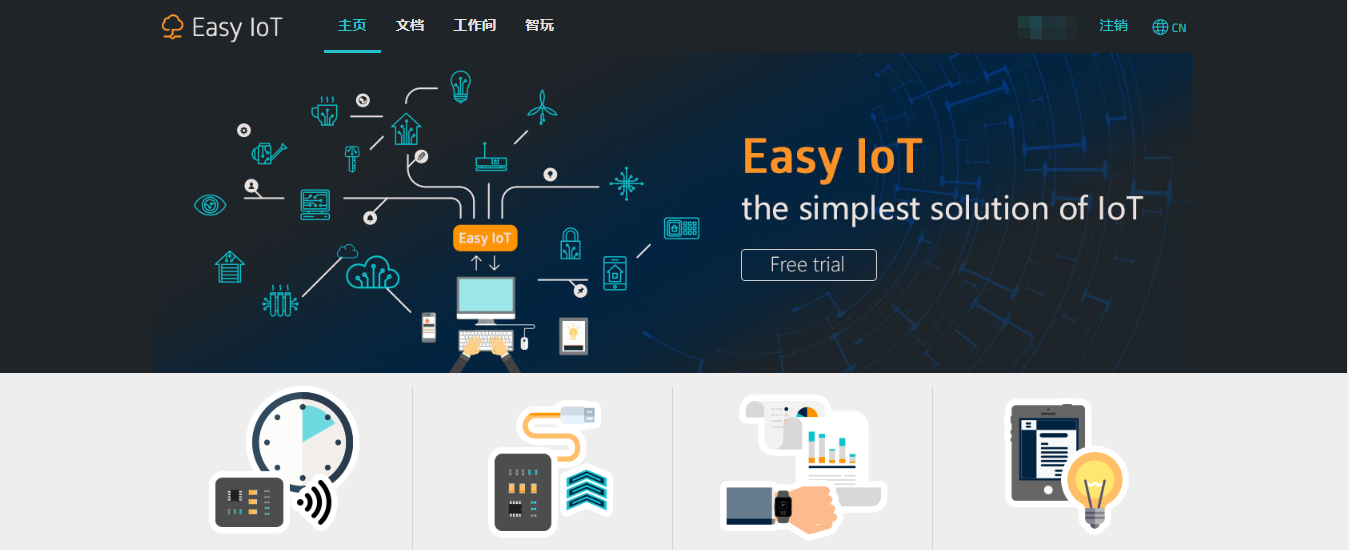 Easy IoT 主页 文档 工作间 智玩 注销 CN
Easy IoT
the simplest solution of IoT
Easy IoT
Free trial